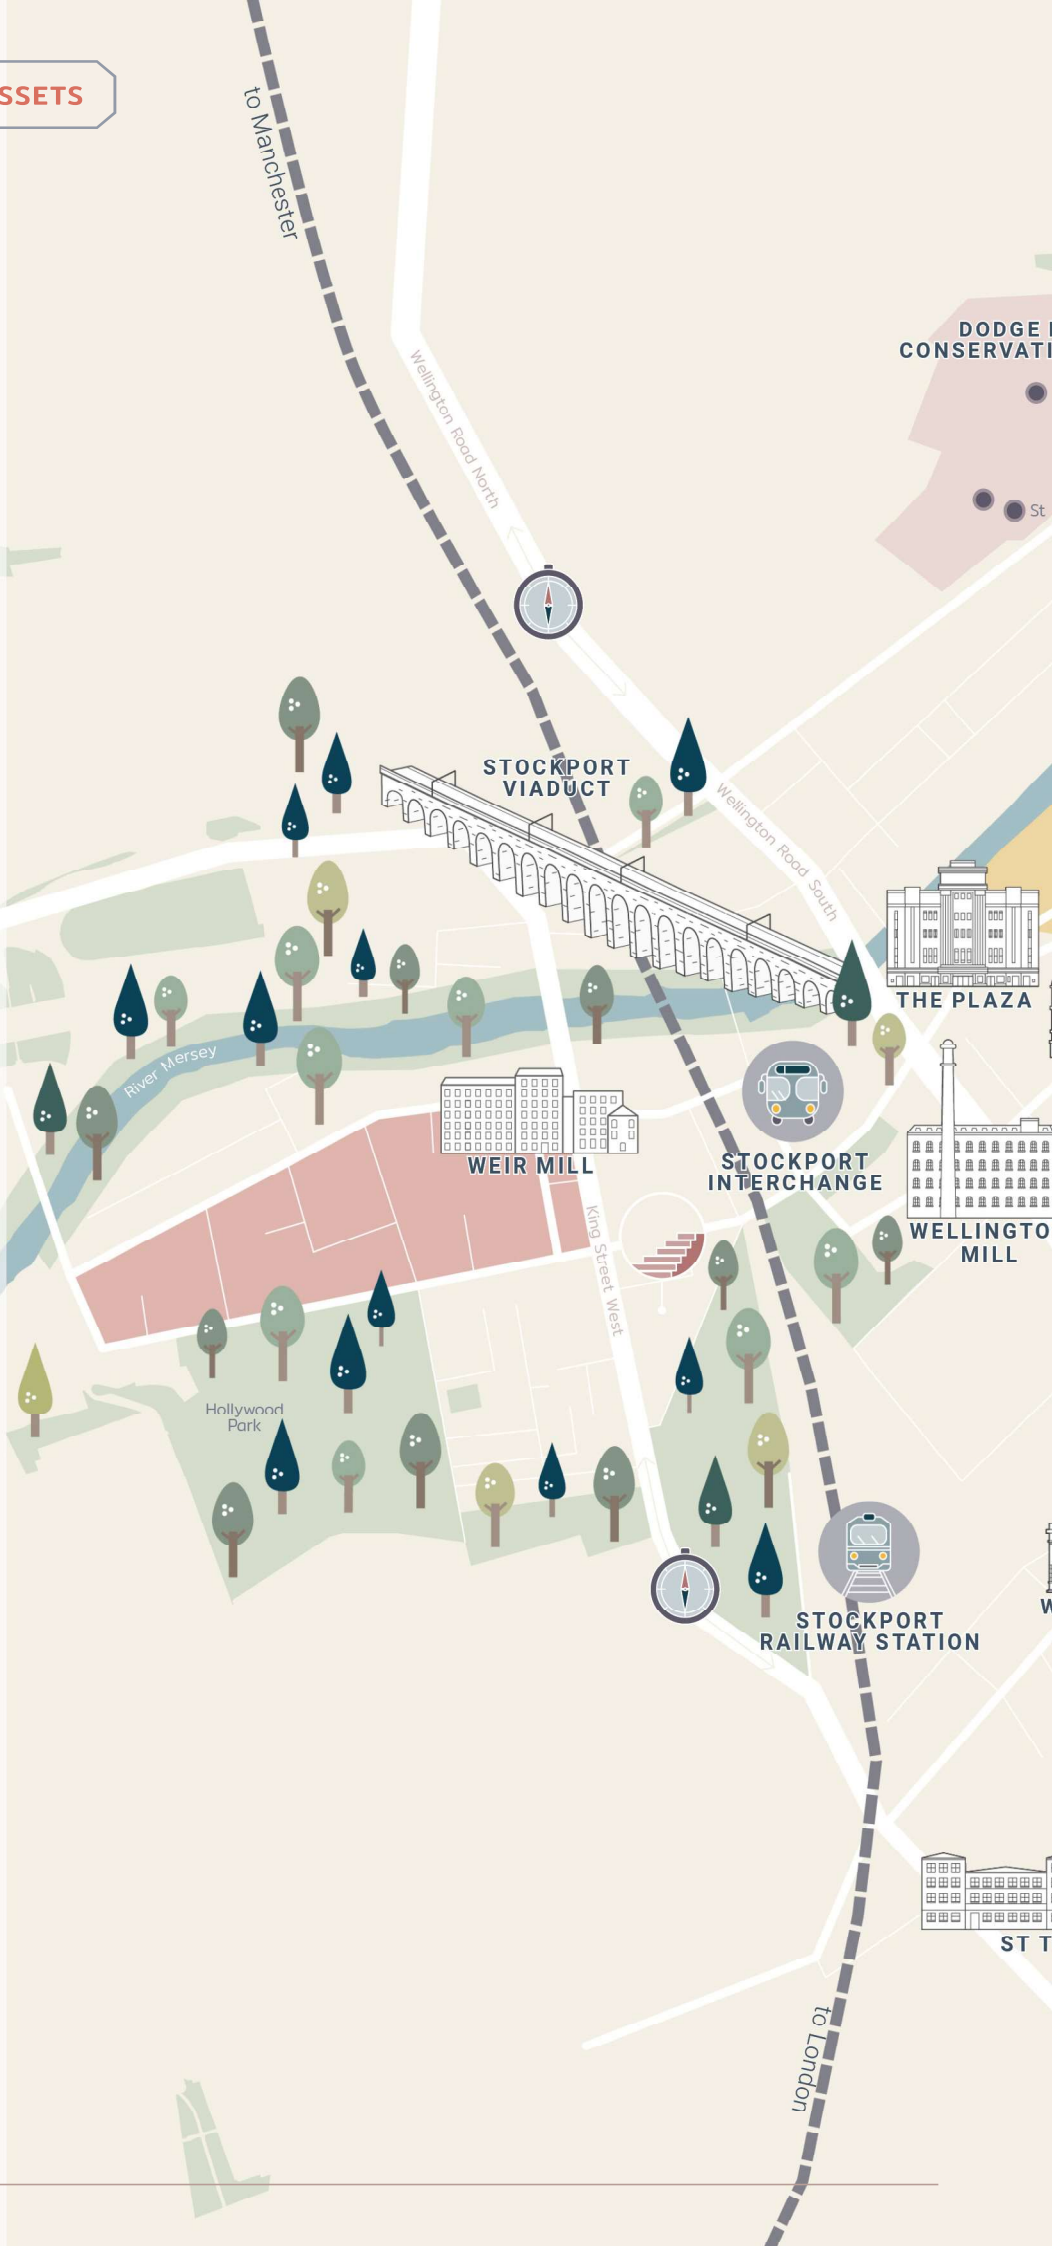 SSETS
to Manchester
DODGE
CONSERVATI
Wellington Road North
St
STOCKPORT
VIADUCT
Wellington Road South
THE PLAZA
River Mersey
WEIR MILL
STOCKPORT
INTERCHANGE
WELLINGTO
MILL
King Street West
Hollywood
Park
STOCKPORT
RAILWAY STATION
W
ST T
to London